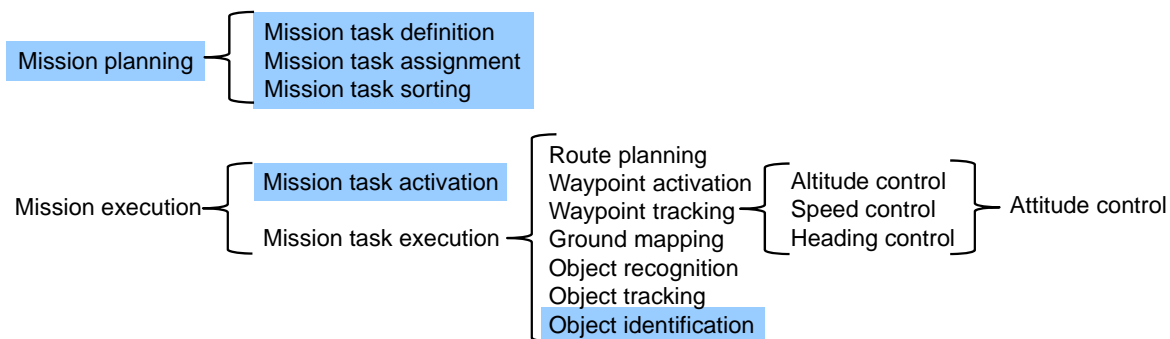 Mission planning
Mission task definition
Mission task assignment
Mission task sorting
Mission execution
Mission task activation
Mission task execution
Route planning
Waypoint activation
Waypoint tracking
Ground mapping
Object recognition
Object tracking
Object identification
Altitude control
Speed control
Heading control
Attitude control